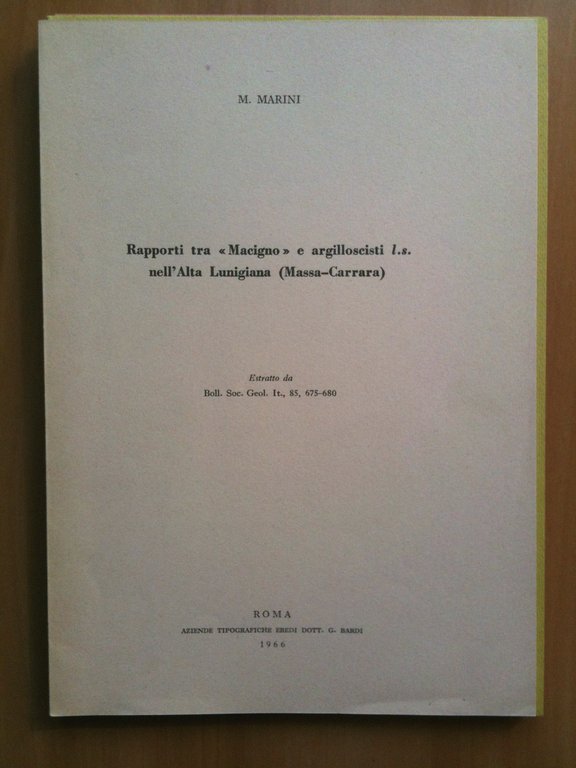 M. MARINI
Rapporti tra «Macigno» e argilloscisti l.s.
nell'Alta Lunigiana (Massa-Carrara)
Estratto da
Boll. Soc. Geol. It., 85, 675-680
ROMA
AZIENDE TIPOGRAFICHE EREDI DOTT. G. BARDI
1966